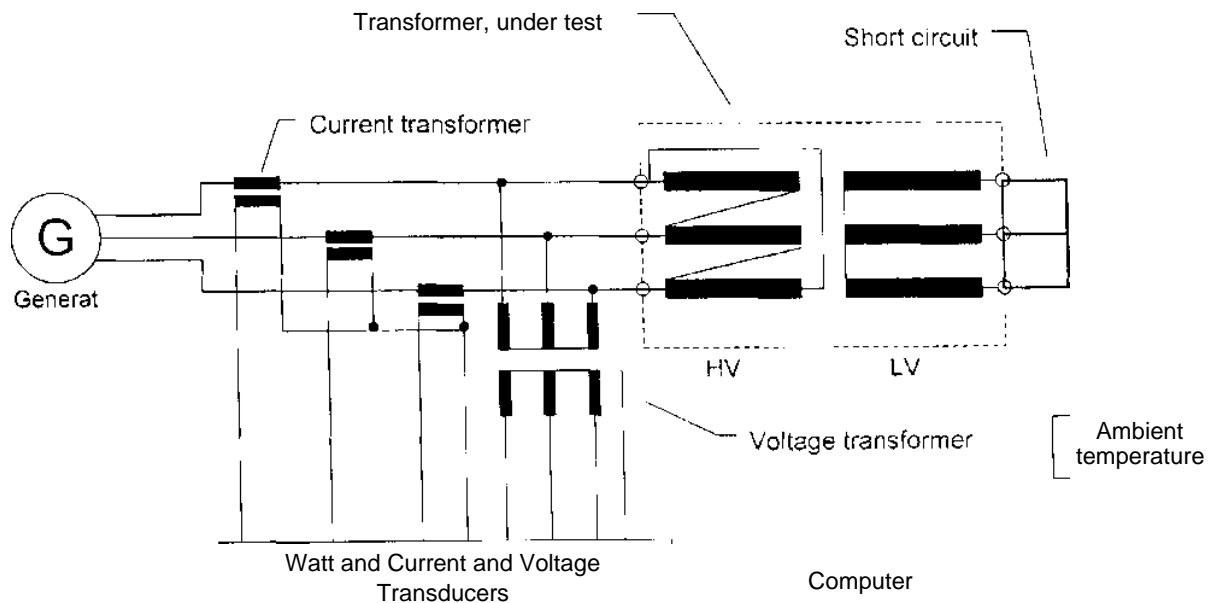 Transformer, under test
Short circuit
Current transformer
G
Generat
HV
LV
Voltage transformer
Ambient
temperature
Watt and Current and Voltage
Transducers
Computer